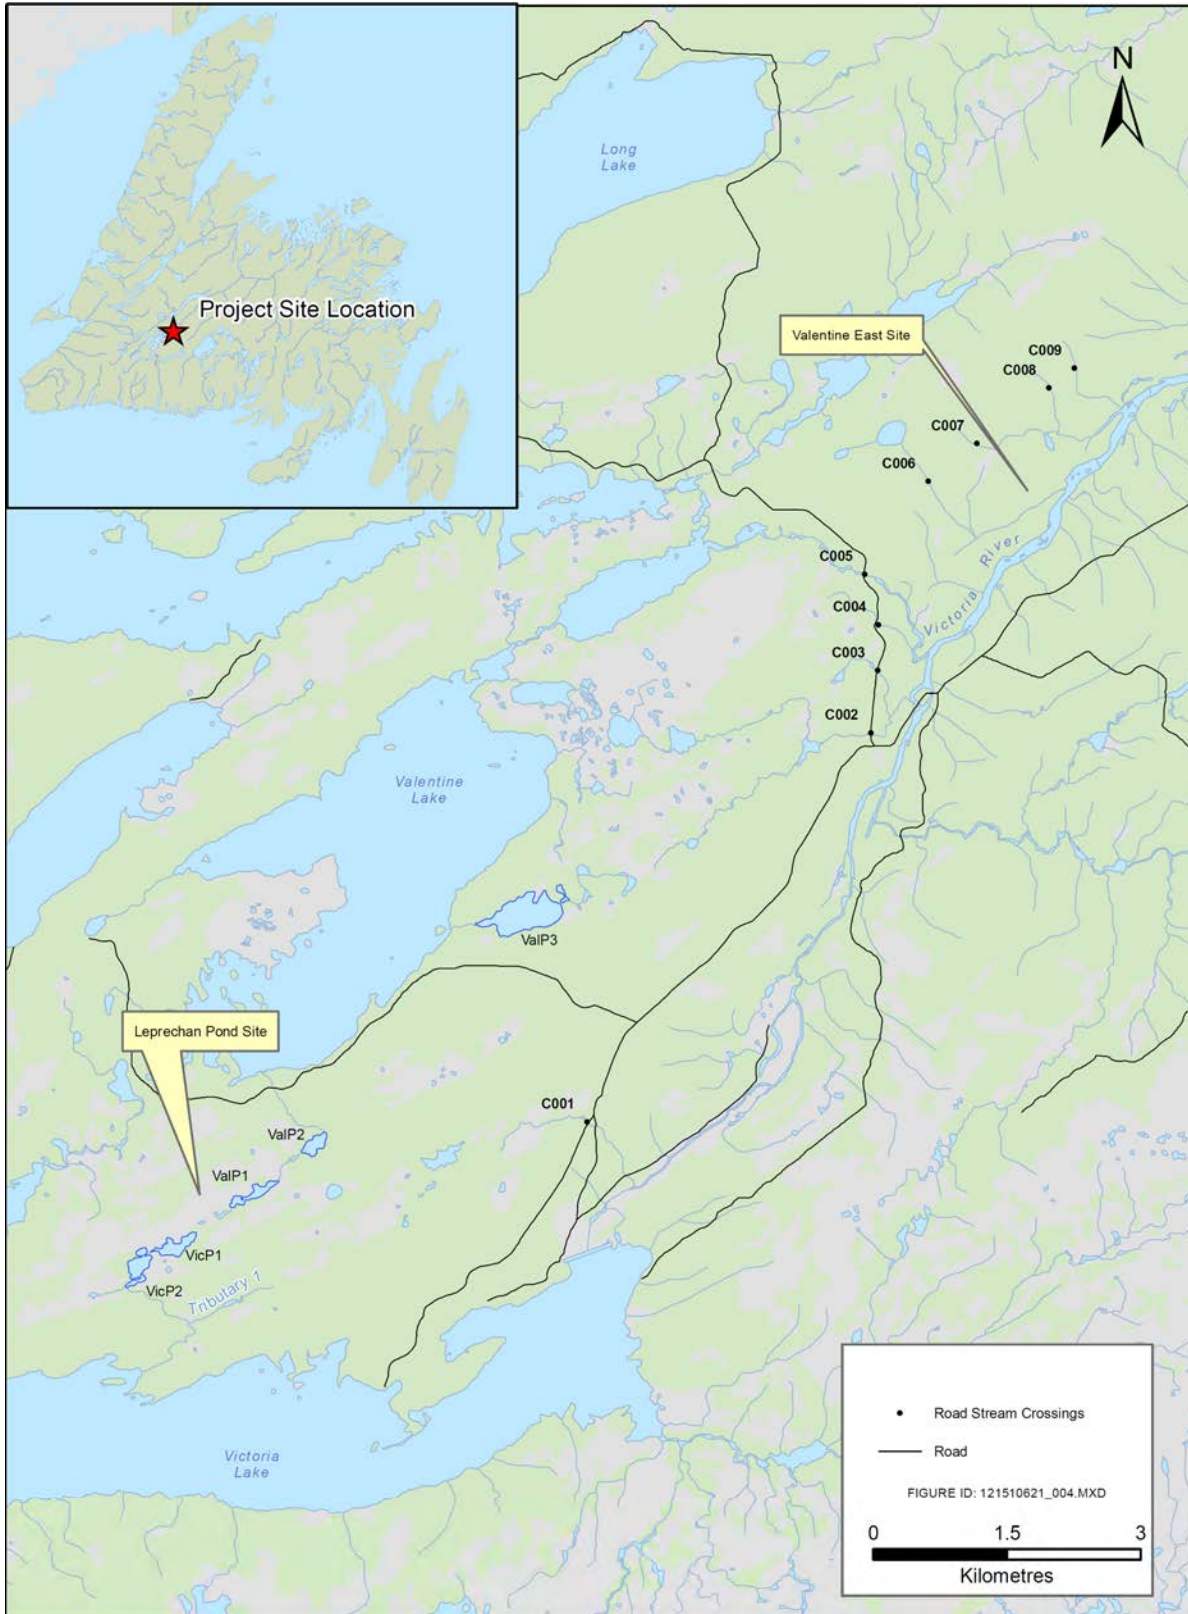 N
Long
Lake
Project Site Location
Valentine East Site
C009
C008
C007
C006
C005
Victoria River
C004
C003
C002
Valentine
Lake
ValP3
Leprechan Pond Site
C001
ValP2
ValP1
VicP1
VicP2
Tributary 1
Victoria
Lake
Road Stream Crossings
Road
FIGURE ID: 121510621_004.MXD
0 1.5 3
Kilometres